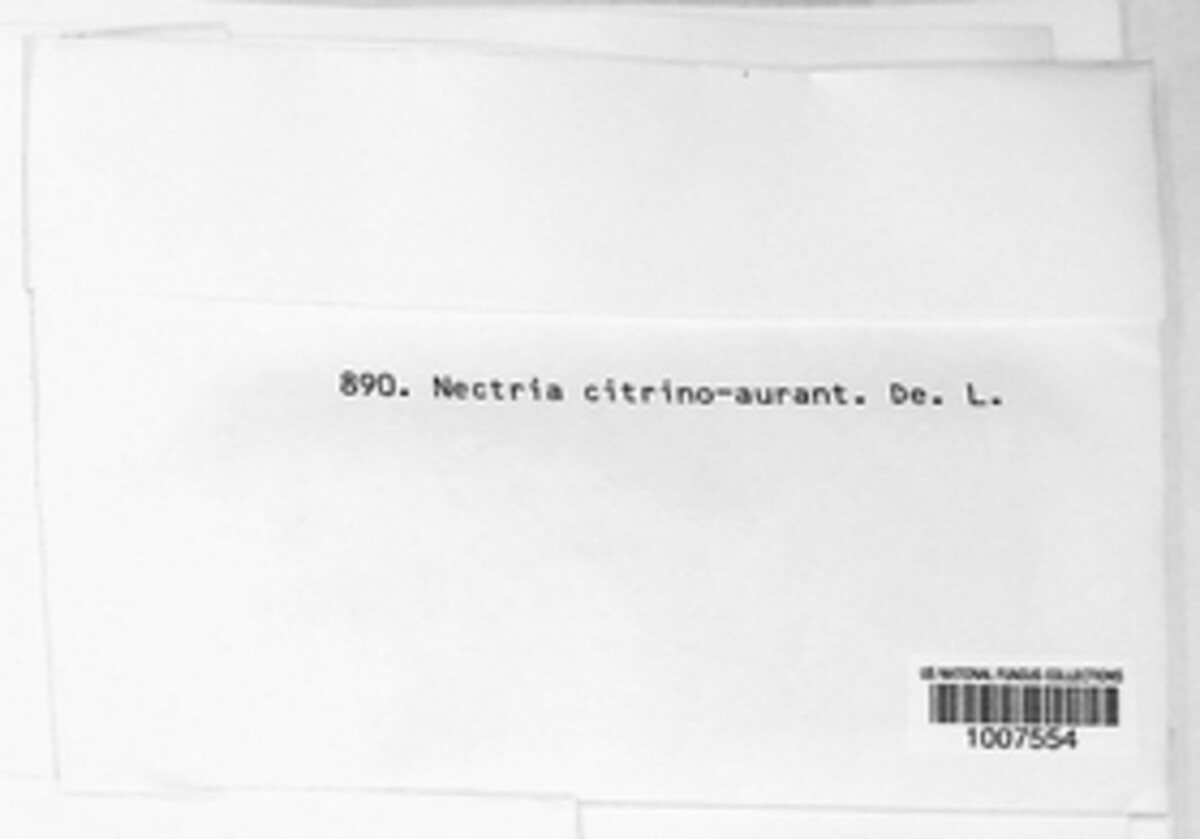 890. Nectria citrino-aurant. De. L.
US NATIONAL FUNGUS COLLECTIONS
1007554